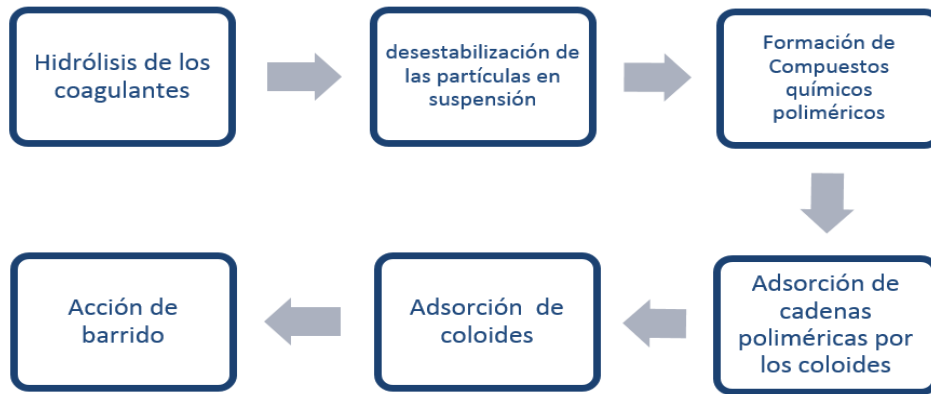 Hidrólisis de los
coagulantes
desestabilización de
las partículas en
suspensión
Formación de
Compuestos
químicos
poliméricos
Adsorción de
cadenas
poliméricas por
los coloides
Adsorción de
coloides
Acción de
barrido